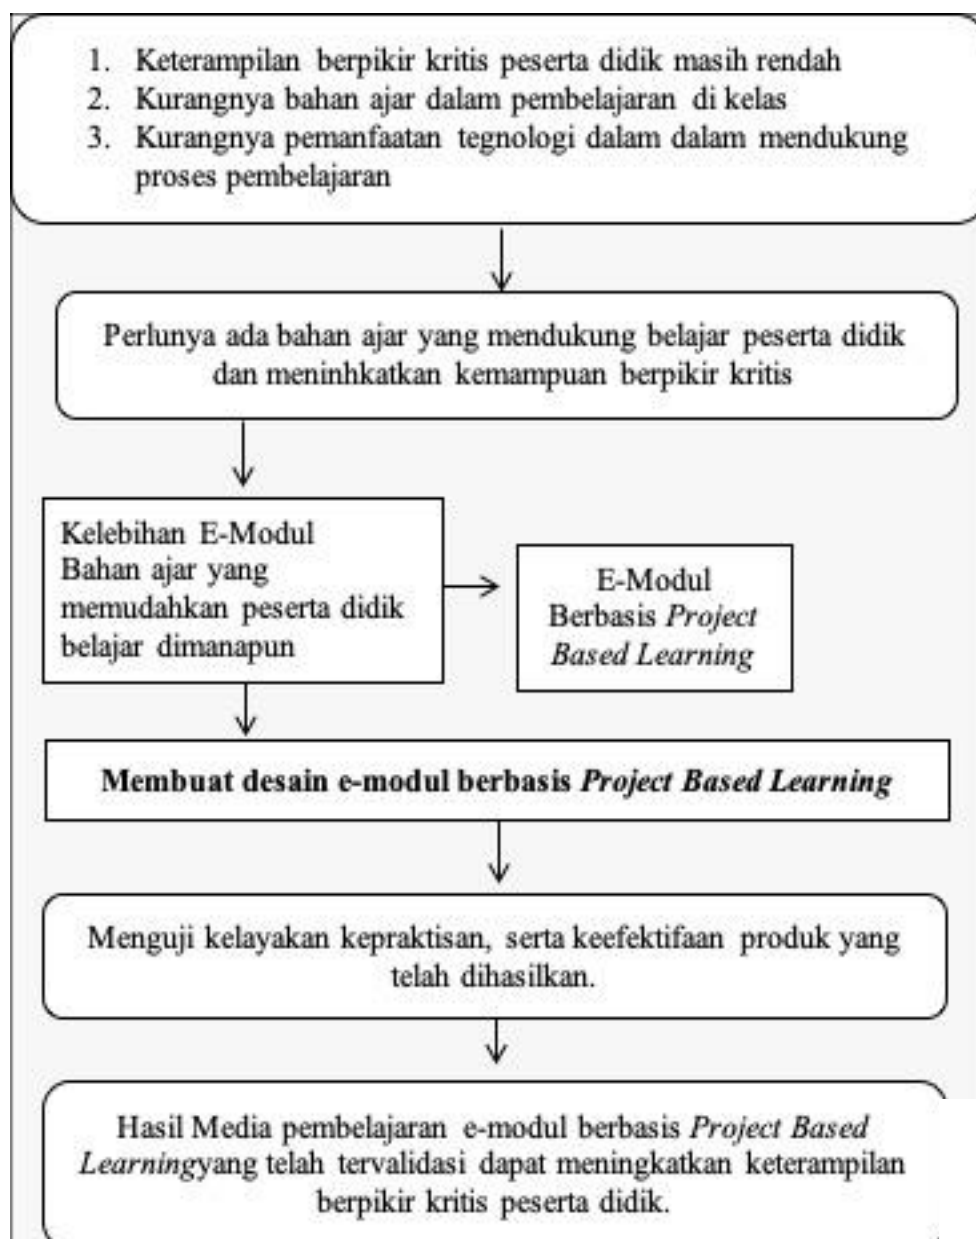 1. Keterampilan berpikir kritis peserta didik masih rendah
2. Kurangnya bahan ajar dalam pembelajaran di kelas
3. Kurangnya pemanfaatan tegnologi dalam dalam mendukung
proses pembelajaran
Perlunya ada bahan ajar yang mendukung belajar peserta didik
dan meninhkatkan kemampuan berpikir kritis
Kelebihan E-Modul
Bahan ajar yang
memudahkan peserta didik
belajar dimanapun
E-Modul
Berbasis Project
Based Learning
Membuat desain e-modul berbasis Project Based Learning
Menguji kelayakan kepraktisan, serta keefektifaan produk yang
telah dihasilkan.
Hasil Media pembelajaran e-modul berbasis Project Based
Learningyang telah tervalidasi dapat meningkatkan keterampilan
berpikir kritis peserta didik.